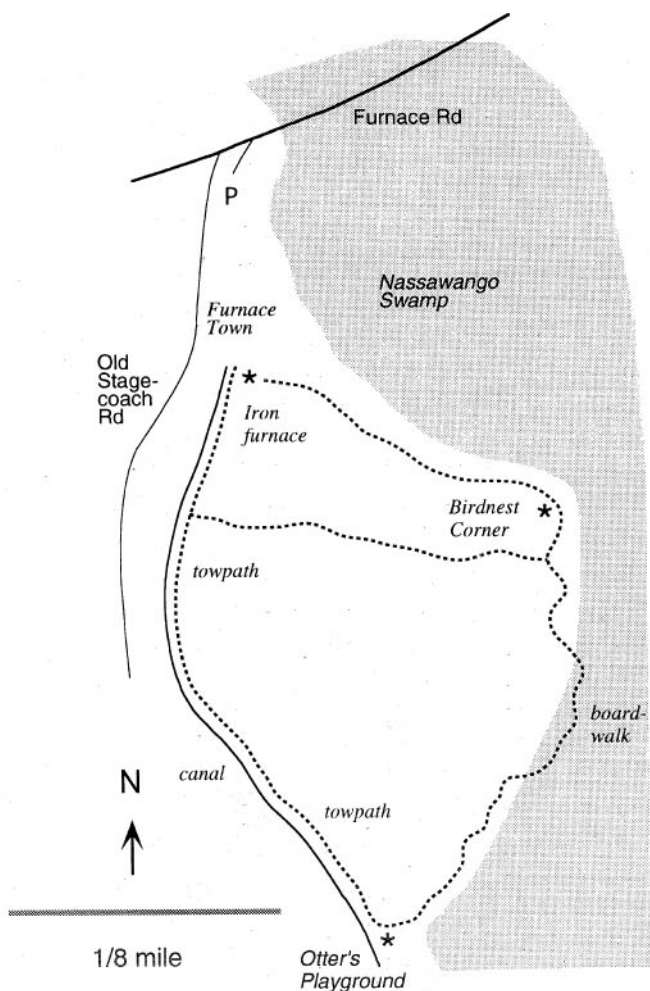 Furnace Rd
P
Nassawango
Swamp
Furnace
Town
Old
Stage-
coach
Rd
Iron
furnace
Birdnest
Corner
towpath
board-
walk
canal
N
towpath
1/8 mile
Otter's
Playground